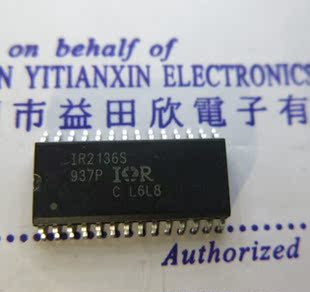 on behalf of
N YITIANXIN ELECTRONICS
市益田欣電子有
IR2136S
937P IOR
C L6L8
Authorized